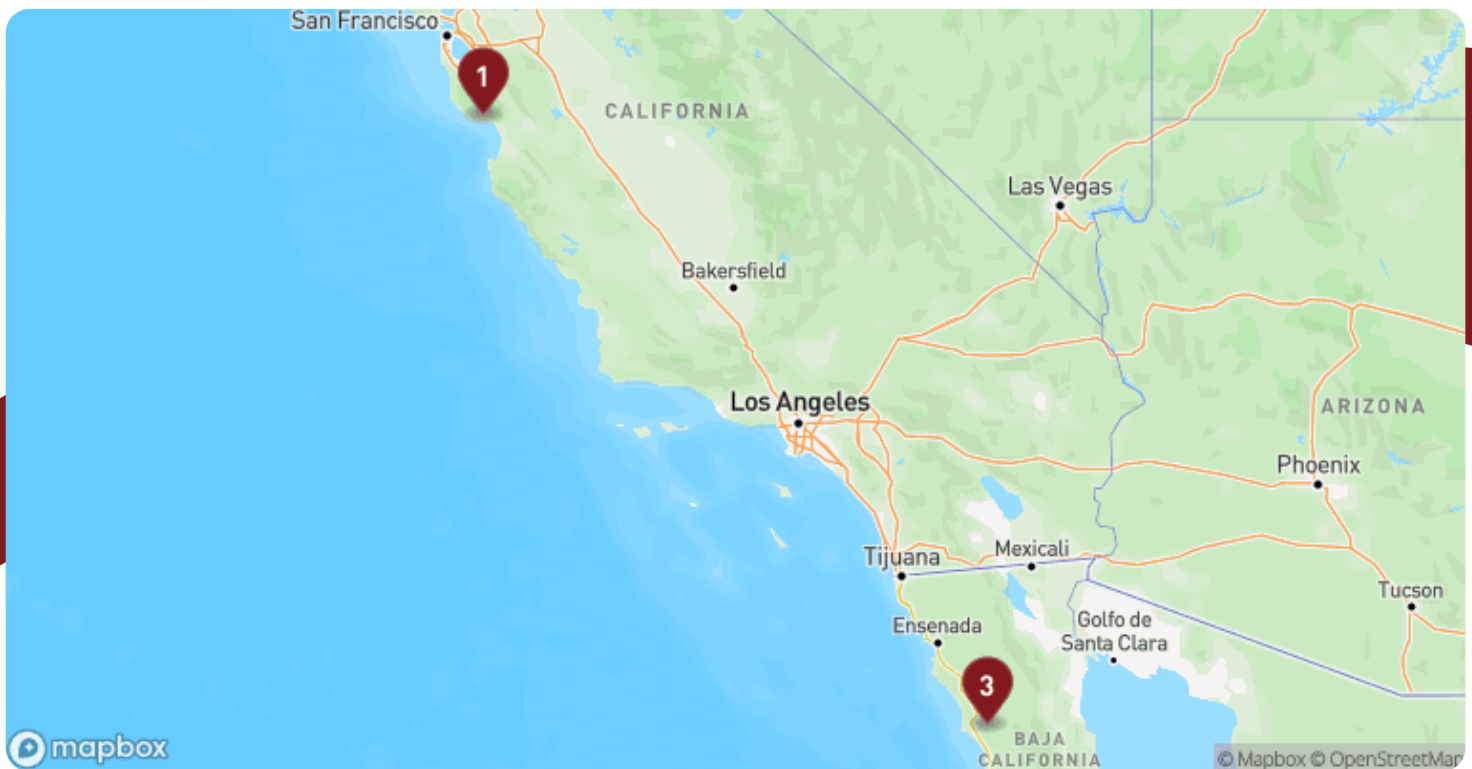 San Francisco
1
CALIFORNIA
Las Vegas
Bakersfield
Los Angeles
ARIZONA
Phoenix
Tijuana
Mexicali
Tucson
Ensenada
Golfo de
Santa Clara
3
BAJA
CALIFORNIA
mapbox
© Mapbox © OpenStreetMap